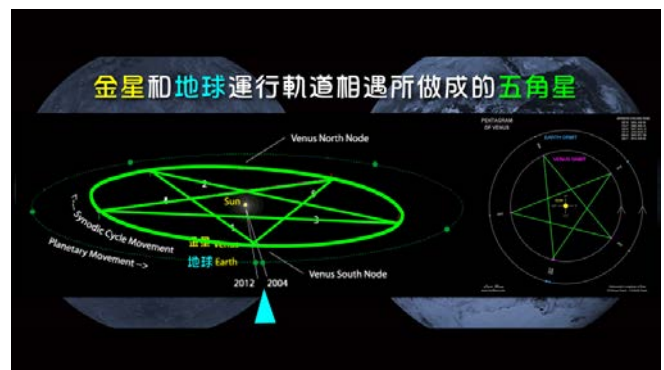 金星和地球運行軌道相遇所做成的五角星
Venus North Node
Sun
2
3
<--- Synodic Cycle Movement
Planetary Movement -->
金星 Venus
地球 Earth
Venus South Node
2012 2004
PENTAGRAM
OF VENUS
EARTH ORBIT
VENUS ORBIT